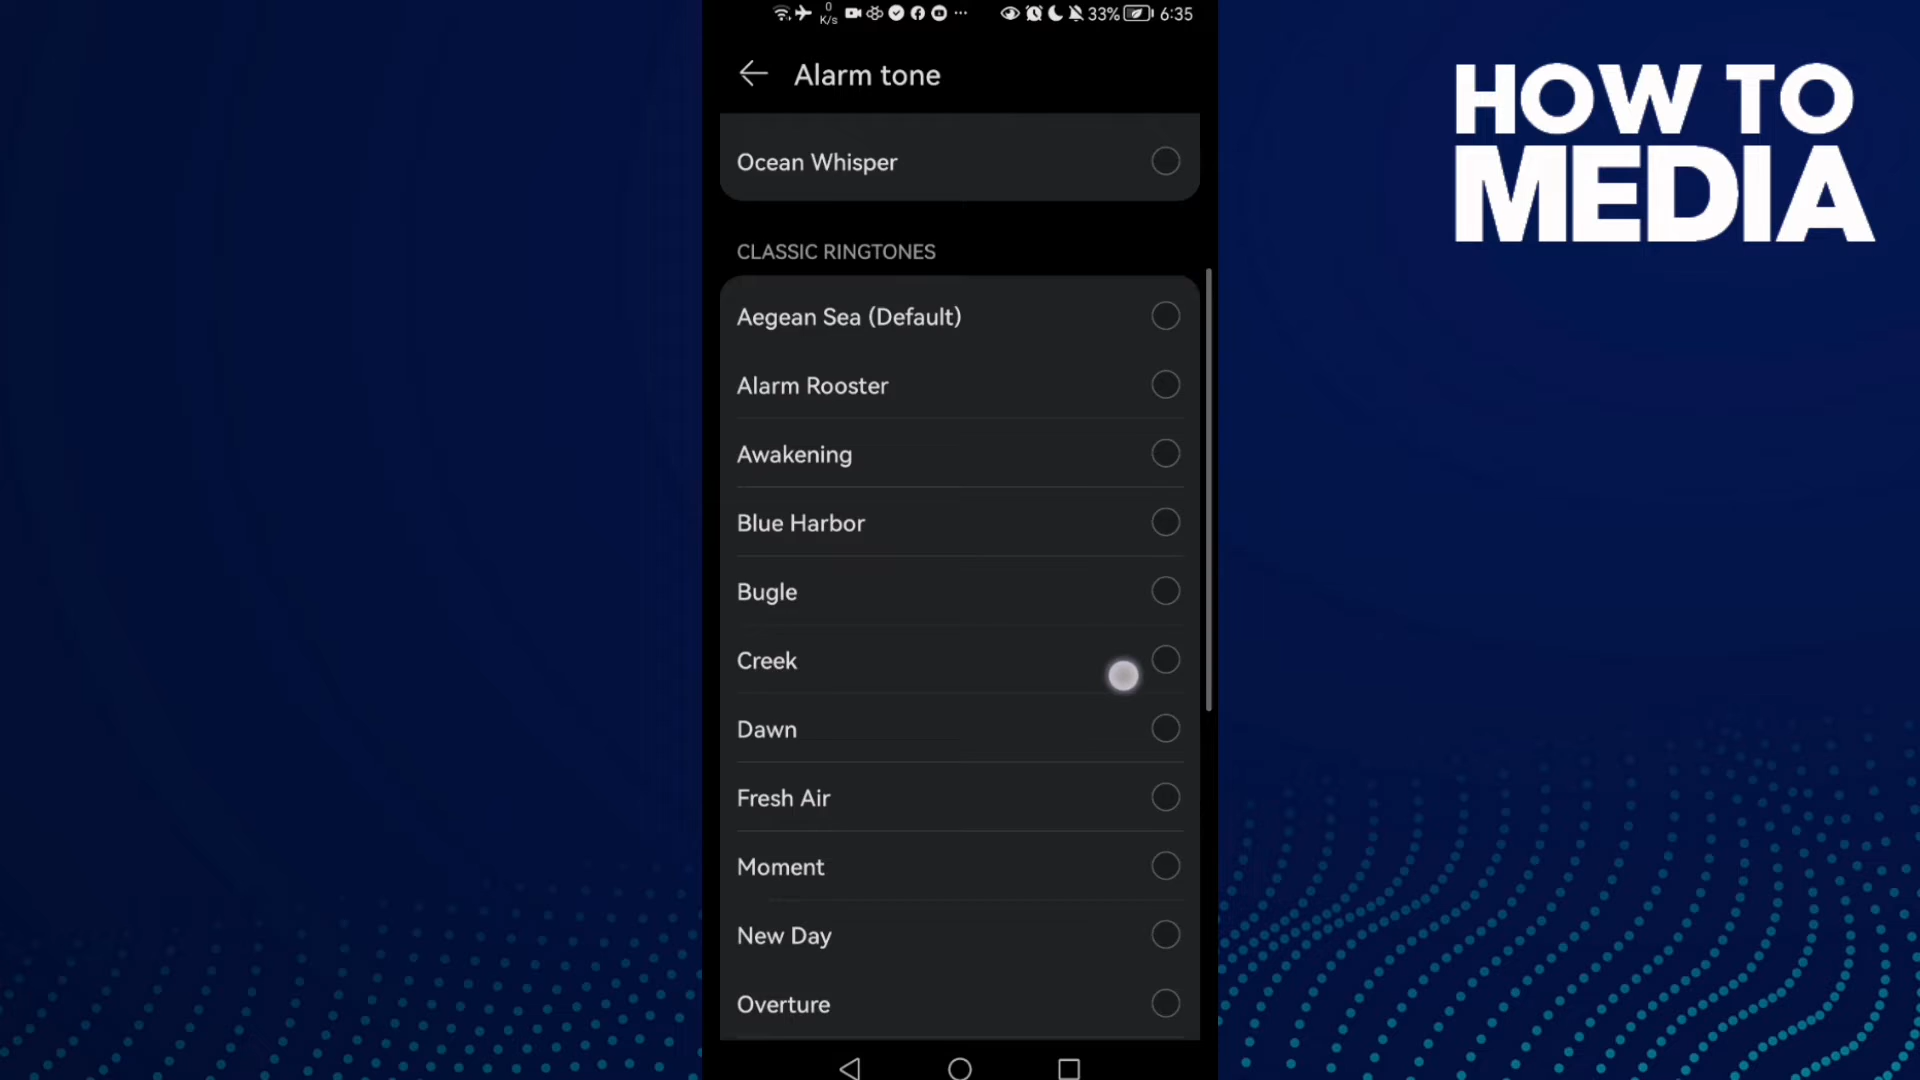 0
K/s
33%
6:35
Alarm tone
HOW TO
MEDIA
Ocean Whisper
CLASSIC RINGTONES
Aegean Sea (Default)
Alarm Rooster
Awakening
Blue Harbor
Bugle
Creek
Dawn
Fresh Air
Moment
New Day
Overture